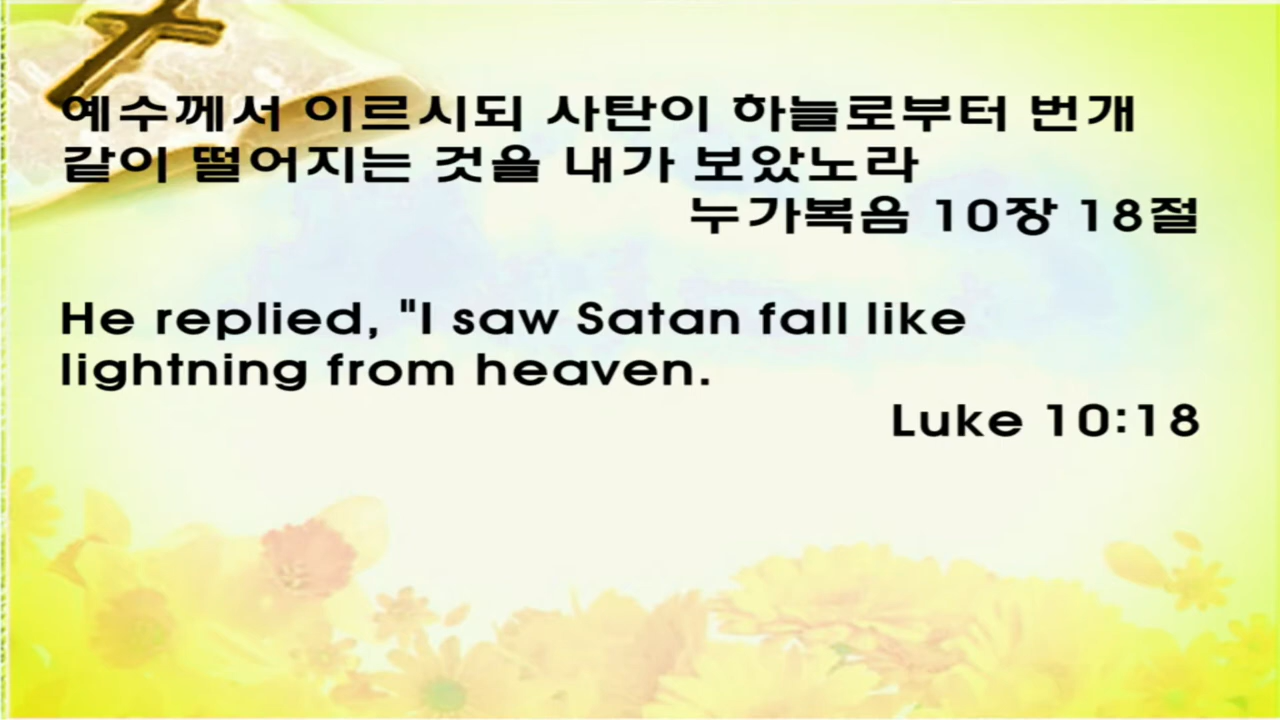 예수께서 이르시되 사탄이 하늘로부터 번개
같이 떨어지는 것을 내가 보았노라
누가복음 10장 18절
He replied, "I saw Satan fall like
lightning from heaven.
Luke 10:18